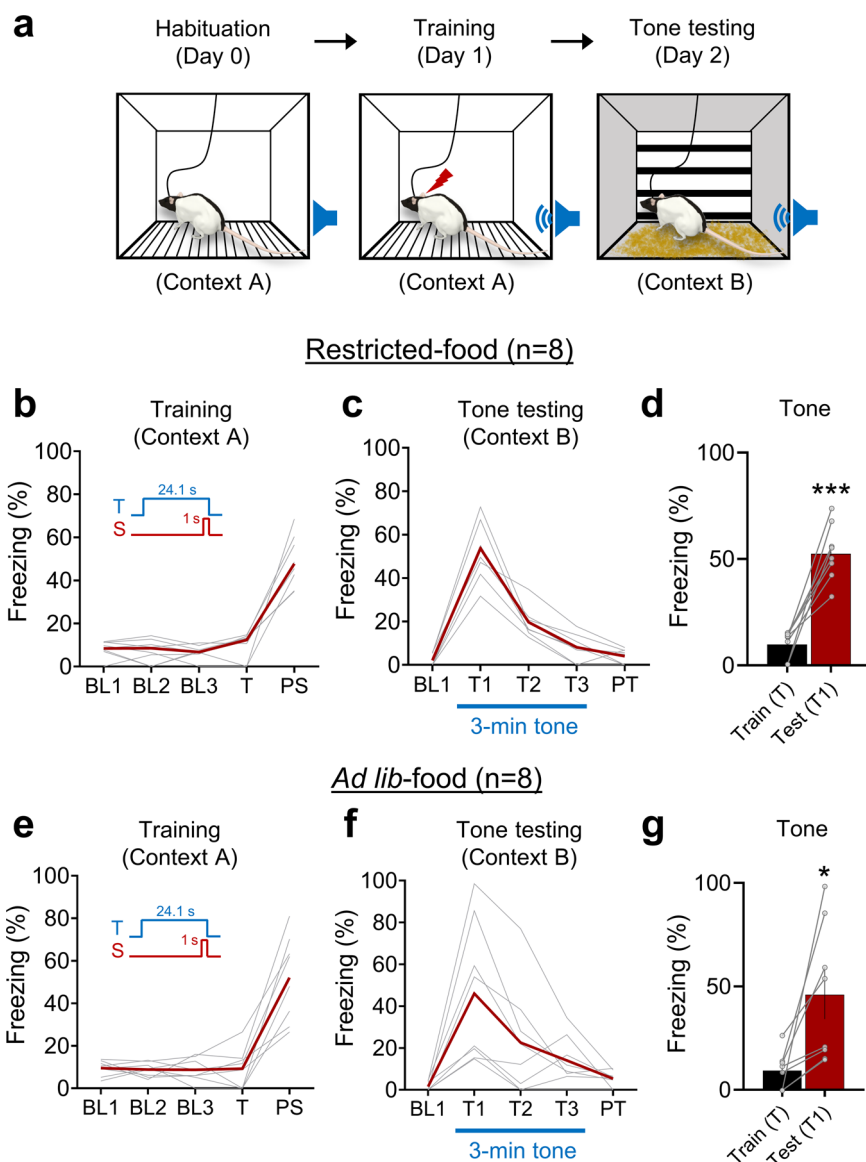 a
Habituation
(Day 0)
Training
(Day 1)
Tone testing
(Day 2)
(Context A)
(Context A)
(Context B)
Restricted-food (n=8)
b
Training
(Context A)
Freezing (%)
100
80
60
40
20
0
T
24.1 s
S
1 s
BL1 BL2 BL3 T PS
c
Tone testing
(Context B)
Freezing (%)
100
80
60
40
20
0
BL1 T1 T2 T3 PT
3-min tone
d
Tone
Freezing (%)
100
50
0
***
Train (T)
Test (T1)
Ad lib-food (n=8)
e
Training
(Context A)
Freezing (%)
100
80
60
40
20
0
T
24.1 s
S
1 s
BL1 BL2 BL3 T PS
f
Tone testing
(Context B)
Freezing (%)
100
80
60
40
20
0
BL1 T1 T2 T3 PT
3-min tone
g
Tone
Freezing (%)
100
50
0
*
Train (T)
Test (T1)